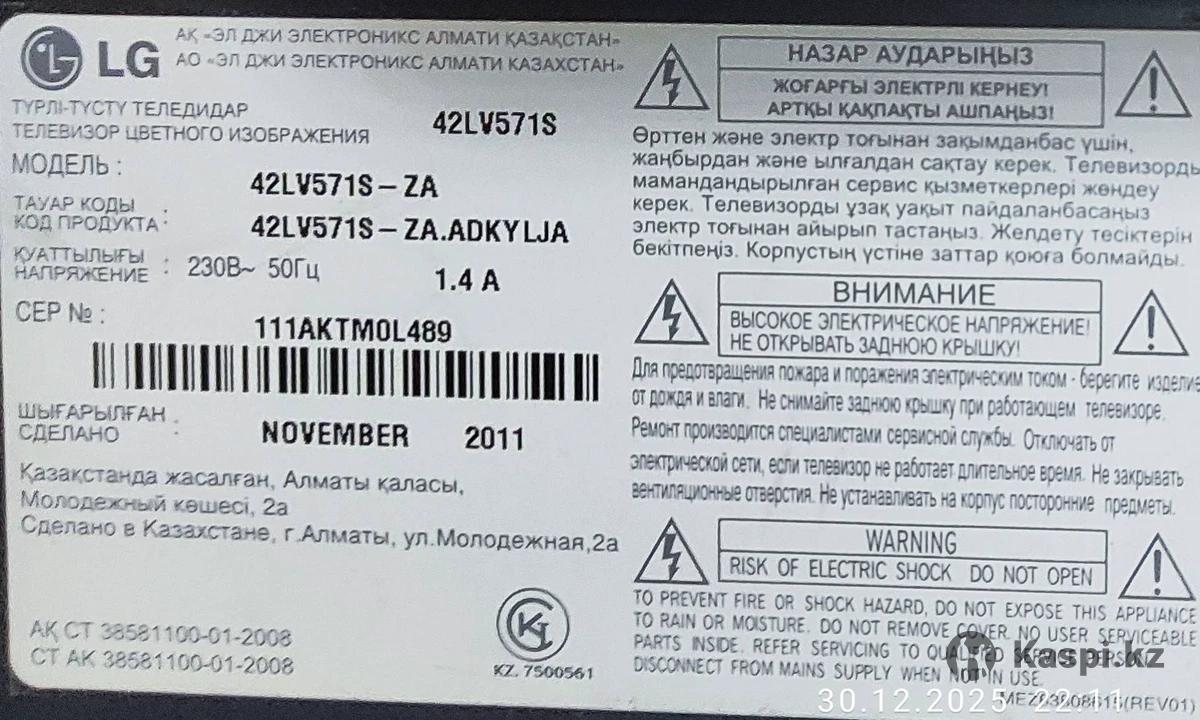 LG
АҚ «ЭЛ ДЖИ ЭЛЕКТРОНИКС АЛМАТИ ҚАЗАҚСТАН»
АО «ЭЛ ДЖИ ЭЛЕКТРОНИКС АЛМАТИ КАЗАХСТАН»
ТҮРЛІ-ТҮСТҮ ТЕЛЕДИДАР
ТЕЛЕВИЗОР ЦВЕТНОГО ИЗОБРАЖЕНИЯ
42LV571S
МОДЕЛЬ :
42LV571S-ZA
ТАУАР КОДЫ
КОД ПРОДУКТА :
42LV571S-ZA.ADKYLJA
ҚУАТТЫЛЫҒЫ
НАПРЯЖЕНИЕ : 230В~ 50Гц 1.4 A
СЕР № :
111AKTM0L489
ШЫҒАРЫЛҒАН
СДЕЛАНО :
NOVEMBER 2011
Қазақстанда жасалған, Алматы қаласы,
Молодежный көшесі, 2а
Сделано в Казахстане, г.Алматы, ул.Молодежная,2а
АҚ СТ 38581100-01-2008
СТ АК 38581100-01-2008
KZ. 7500561
НАЗАР АУДАРЫҢЫЗ
ЖОҒАРҒЫ ЭЛЕКТРЛІ КЕРНЕУ!
АРТҚЫ ҚАҚПАҚТЫ АШПАҢЫЗ!
Өрттен және электр тоғынан зақымданбас үшін,
жаңбырдан және ылғалдан сақтау керек. Телевизорды
мамандандырылған сервис қызметкерлері жөндеу
керек. Телевизорды ұзақ уақыт пайдаланбасаңыз
электр тоғынан айырып тастаңыз. Желдету тесіктерін
бекітпеңіз. Корпустың үстіне заттар қоюға болмайды.
ВНИМАНИЕ
ВЫСОКОЕ ЭЛЕКТРИЧЕСКОЕ НАПРЯЖЕНИЕ!
НЕ ОТКРЫВАТЬ ЗАДНЮЮ КРЫШКУ!
Для предотвращения пожара и поражения электрическим током - берегите изделие
от дождя и влаги. Не снимайте заднюю крышку при работающем телевизоре.
Ремонт производится специалистами сервисной службы. Отключать от
электрической сети, если телевизор не работает длительное время. Не закрывать
вентиляционные отверстия. Не устанавливать на корпус посторонние предметы.
WARNING
RISK OF ELECTRIC SHOCK DO NOT OPEN
TO PREVENT FIRE OR SHOCK HAZARD, DO NOT EXPOSE THIS APPLIANCE
TO RAIN OR MOISTURE. DO NOT REMOVE COVER. NO USER SERVICEABLE
PARTS INSIDE. REFER SERVICING TO QUALIFIED SERVICE PERSON.
DISCONNECT FROM MAINS SUPPLY WHEN NOT IN USE.
Kaspi.kz
30.12.2025 22:11
(REV01)